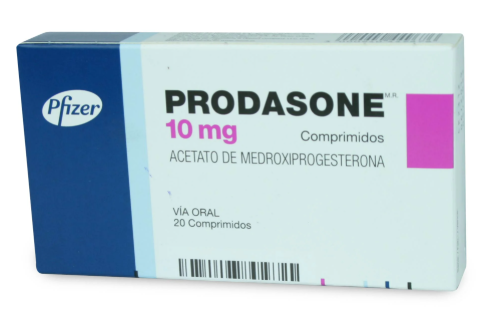 Pfizer
PRODASONE M.R.
10 mg
Comprimidos
ACETATO DE MEDROXIPROGESTERONA
VÍA ORAL
20 Comprimidos